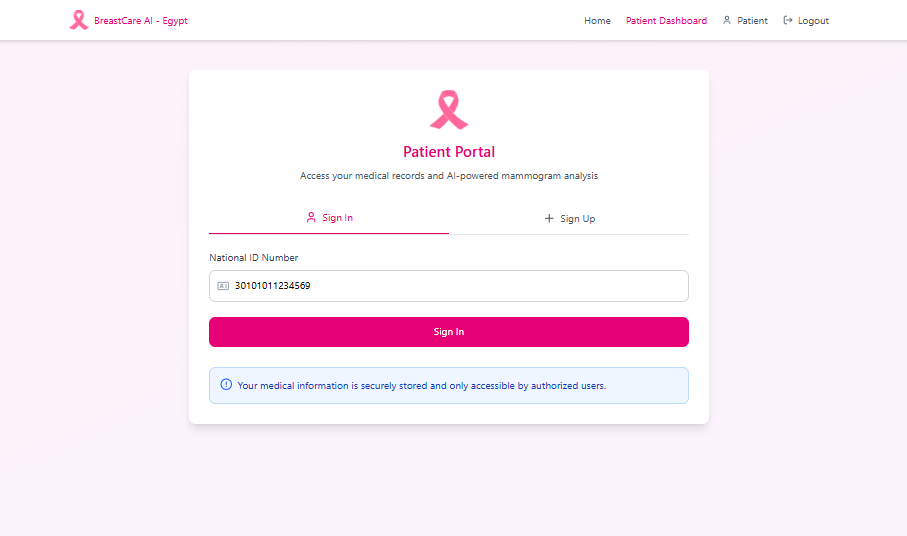 BreastCare AI - Egypt
Home
Patient Dashboard
Patient
Logout
Patient Portal
Access your medical records and AI-powered mammogram analysis
Sign In
Sign Up
National ID Number
30101011234569
Sign In
Your medical information is securely stored and only accessible by authorized users.